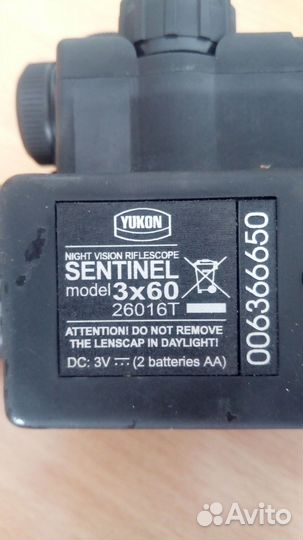 YUKON
NIGHT VISION RIFLESCOPE
SENTINEL
model 3x60
26016T
ATTENTION! DO NOT REMOVE
THE LENSCAP IN DAYLIGHT!
DC: 3V (2 batteries AA)
006366650
Avito